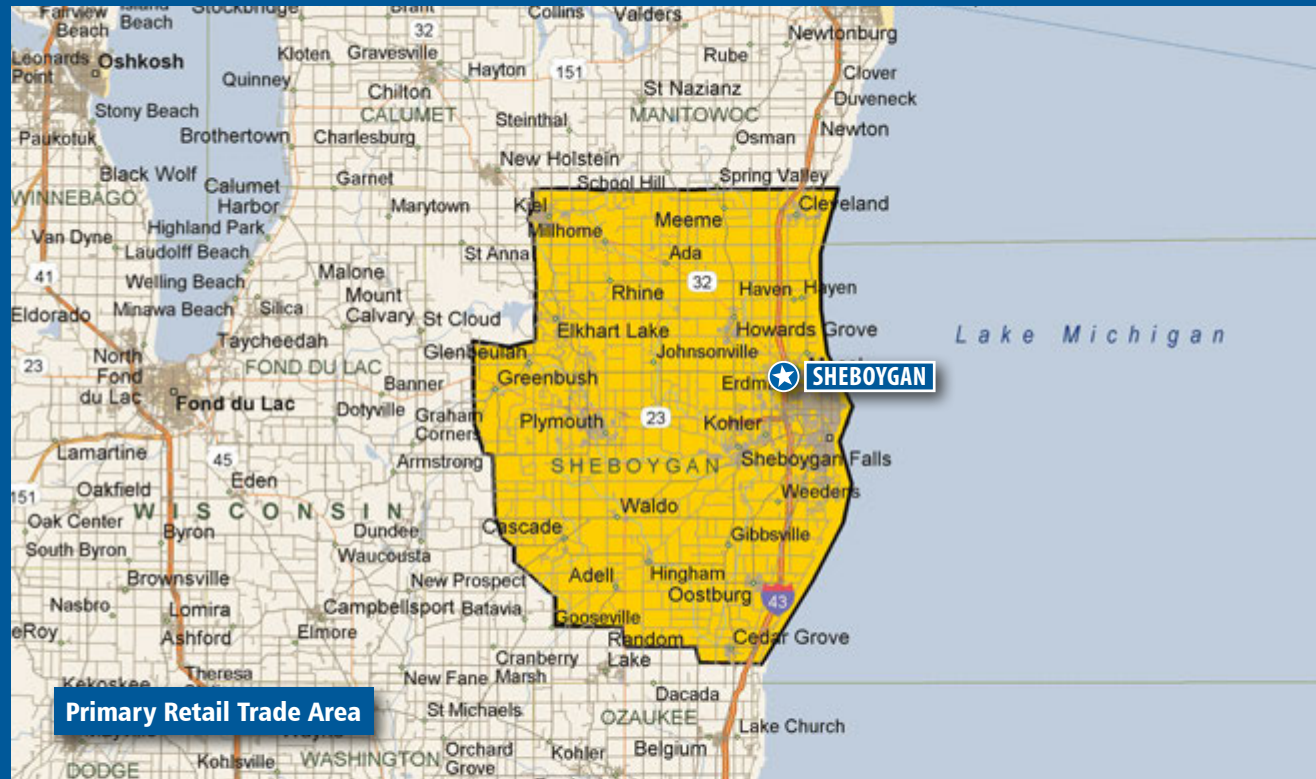 Fairview
Beach
Island
Beach
Stockbridge
Brant
32
Collins
Valders
Newtonburg
Leonards
Point
Oshkosh
Kloten
Gravesville
Rube
Quinney
Hayton
151
Clover
Chilton
St Nazianz
Duveneck
Stony Beach
CALUMET
Steinthal
MANITOWOC
Newton
Paukotuk
Brothertown
Charlesburg
Osman
New Holstein
Black Wolf
Calumet
Harbor
Garnet
School Hill
Spring Valley
WINNEBAGO
Marytown
Kiel
Meeme
Cleveland
Highland Park
Van Dyne
Millhome
Laudolff Beach
St Anna
Ada
41
Welling Beach
Malone
Rhine
32
Haven
Hayen
Minawa Beach
Silica
Mount
Calvary
St Cloud
Eldorado
Elkhart Lake
Howards Grove
Lake Michigan
Taycheedah
North
Fond
du Lac
23
FOND DU LAC
Glenbeulah
Johnsonville
Banner
Greenbush
SHEBOYGAN
Fond du Lac
Dotyville
Graham
Corners
Plymouth
23
Kohler
Lamartine
45
Armstrong
SHEBOYGAN
Sheboygan Falls
Eden
151
Oakfield
Weedens
WISCONSIN
Waldo
Oak Center
Byron
Dundee
Cascade
Gibbsville
South Byron
Waucousta
Brownsville
New Prospect
Adell
Hingham
Oostburg
43
Nasbro
Lomira
Campbellsport
Batavia
Gooseville
eRoy
Ashford
Elmore
Random
Lake
Cedar Grove
Cranberry
Marsh
Theresa
New Fane
Kekoskee
Dacada
Primary Retail Trade Area
St Michaels
OZAUKEE
Lake Church
Wayne
Kohlsville
WASHINGTON
Orchard
Grove
Kohler
Belgium
DODGE